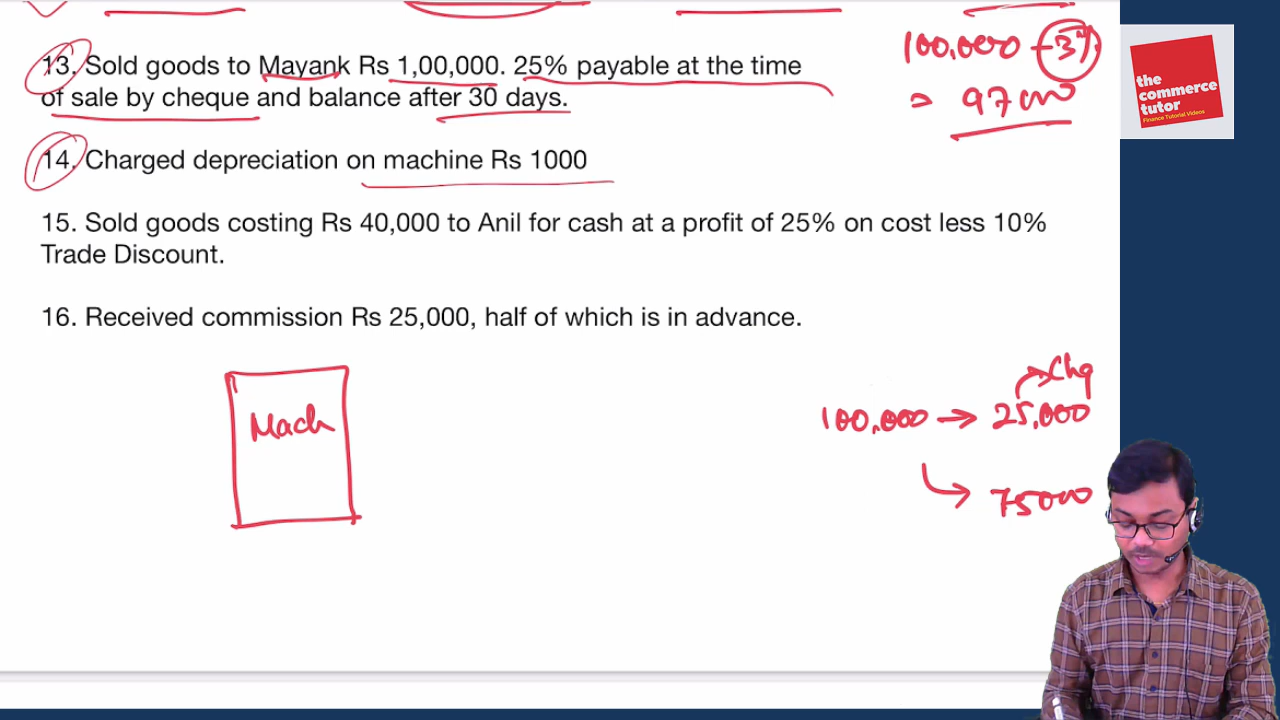 100,000 - 3%
= 97000
13. Sold goods to Mayank Rs 1,00,000. 25% payable at the time
of sale by cheque and balance after 30 days.
14. Charged depreciation on machine Rs 1000
15. Sold goods costing Rs 40,000 to Anil for cash at a profit of 25% on cost less 10%
Trade Discount.
16. Received commission Rs 25,000, half of which is in advance.
Mach
Chq
100,000 → 25,000
→ 75000
the
commerce
tutor
Finance Tutorial Videos